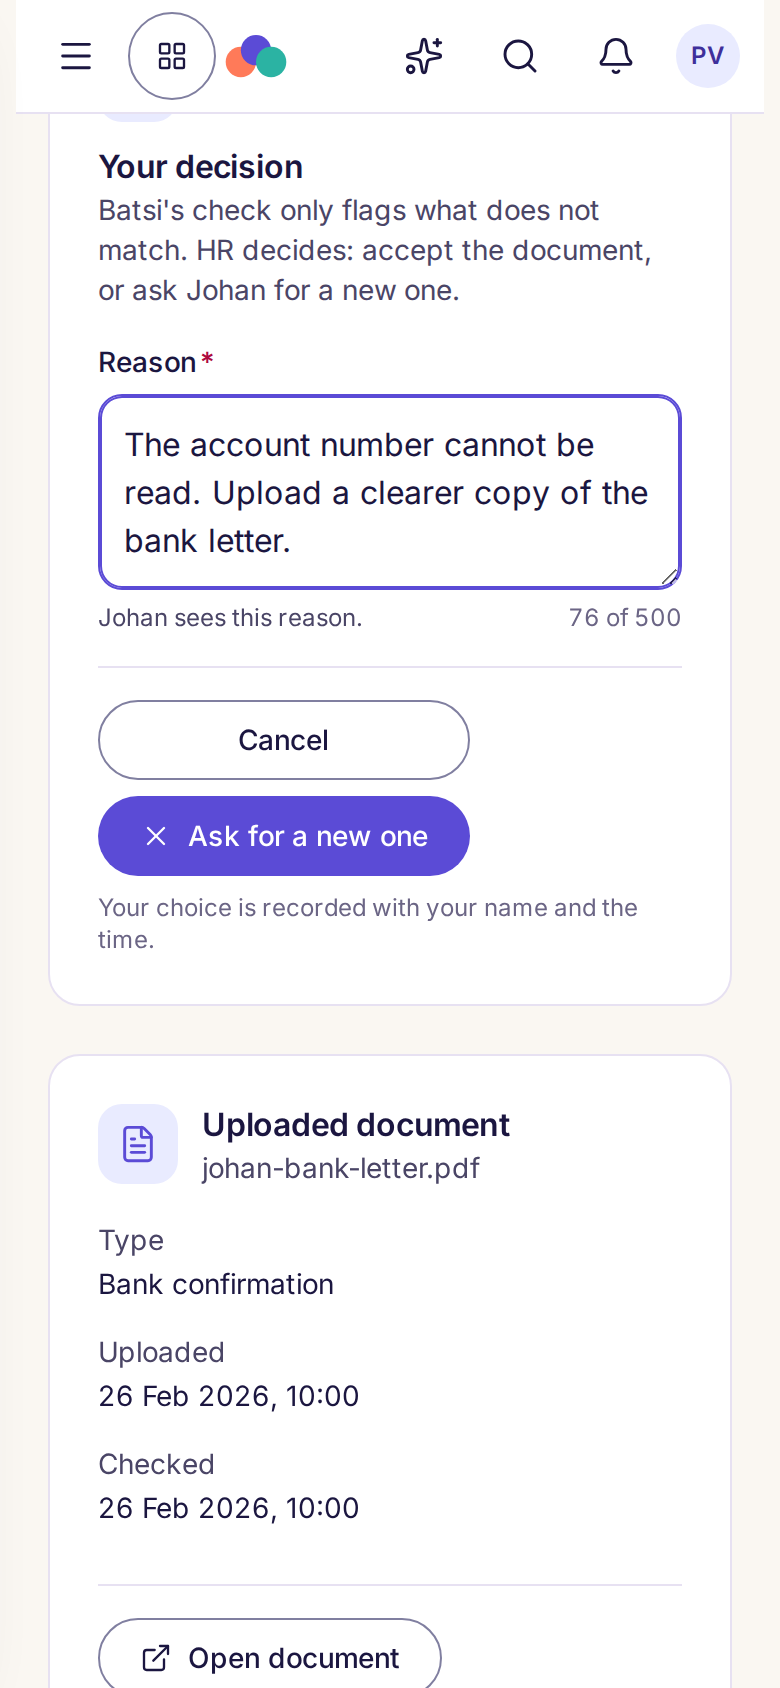 PV
Your decision
Batsi's check only flags what does not
match. HR decides: accept the document,
or ask Johan for a new one.
Reason*
The account number cannot be
read. Upload a clearer copy of the
bank letter.
Johan sees this reason. 76 of 500
Cancel
Ask for a new one
Your choice is recorded with your name and the
time.
Uploaded document
johan-bank-letter.pdf
Type
Bank confirmation
Uploaded
26 Feb 2026, 10:00
Checked
26 Feb 2026, 10:00
Open document